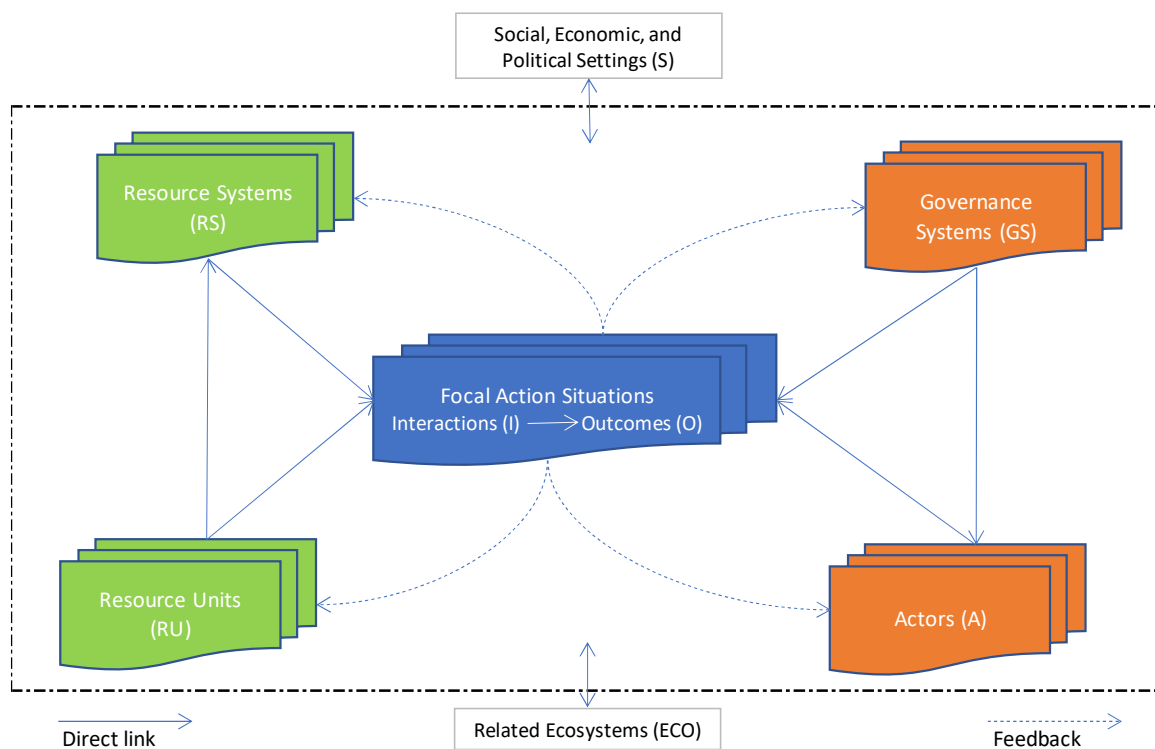 Social, Economic, and
Political Settings (S)
Resource Systems
(RS)
Governance
Systems (GS)
Focal Action Situations
Interactions (I) Outcomes (O)
Resource Units
(RU)
Actors (A)
Direct link
Related Ecosystems (ECO)
Feedback